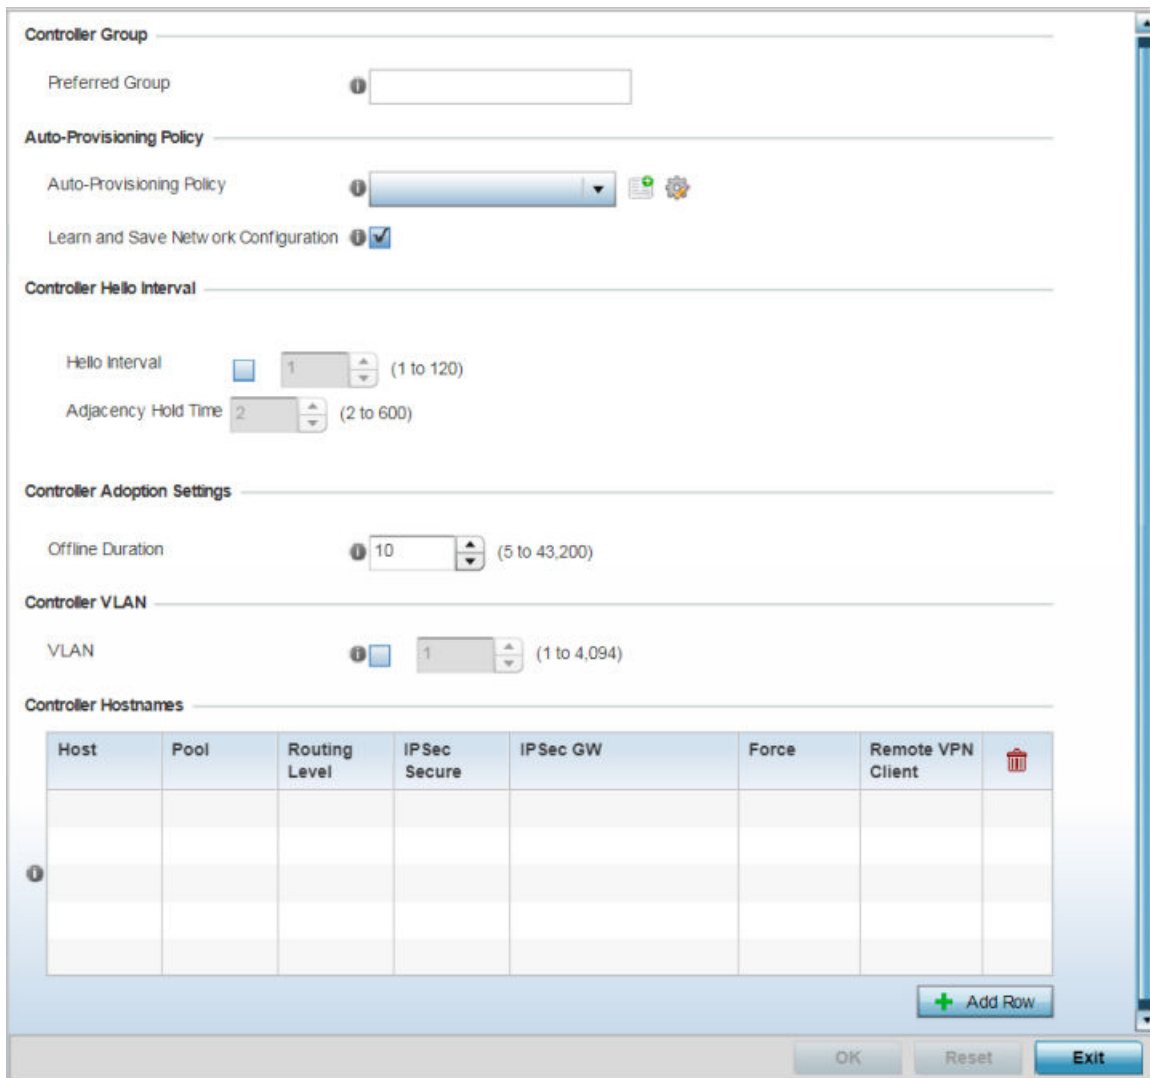 Controller Group
Preferred Group
Auto-Provisioning Policy
Auto-Provisioning Policy
Learn and Save Network Configuration
Controller Hello Interval
Hello Interval 1 (1 to 120)
Adjacency Hold Time 2 (2 to 600)
Controller Adoption Settings
Offline Duration 10 (5 to 43,200)
Controller VLAN
VLAN 1 (1 to 4,094)
Controller Hostnames
Host Pool Routing Level IPSec Secure IPSec GW Force Remote VPN Client
Add Row
OK Reset Exit